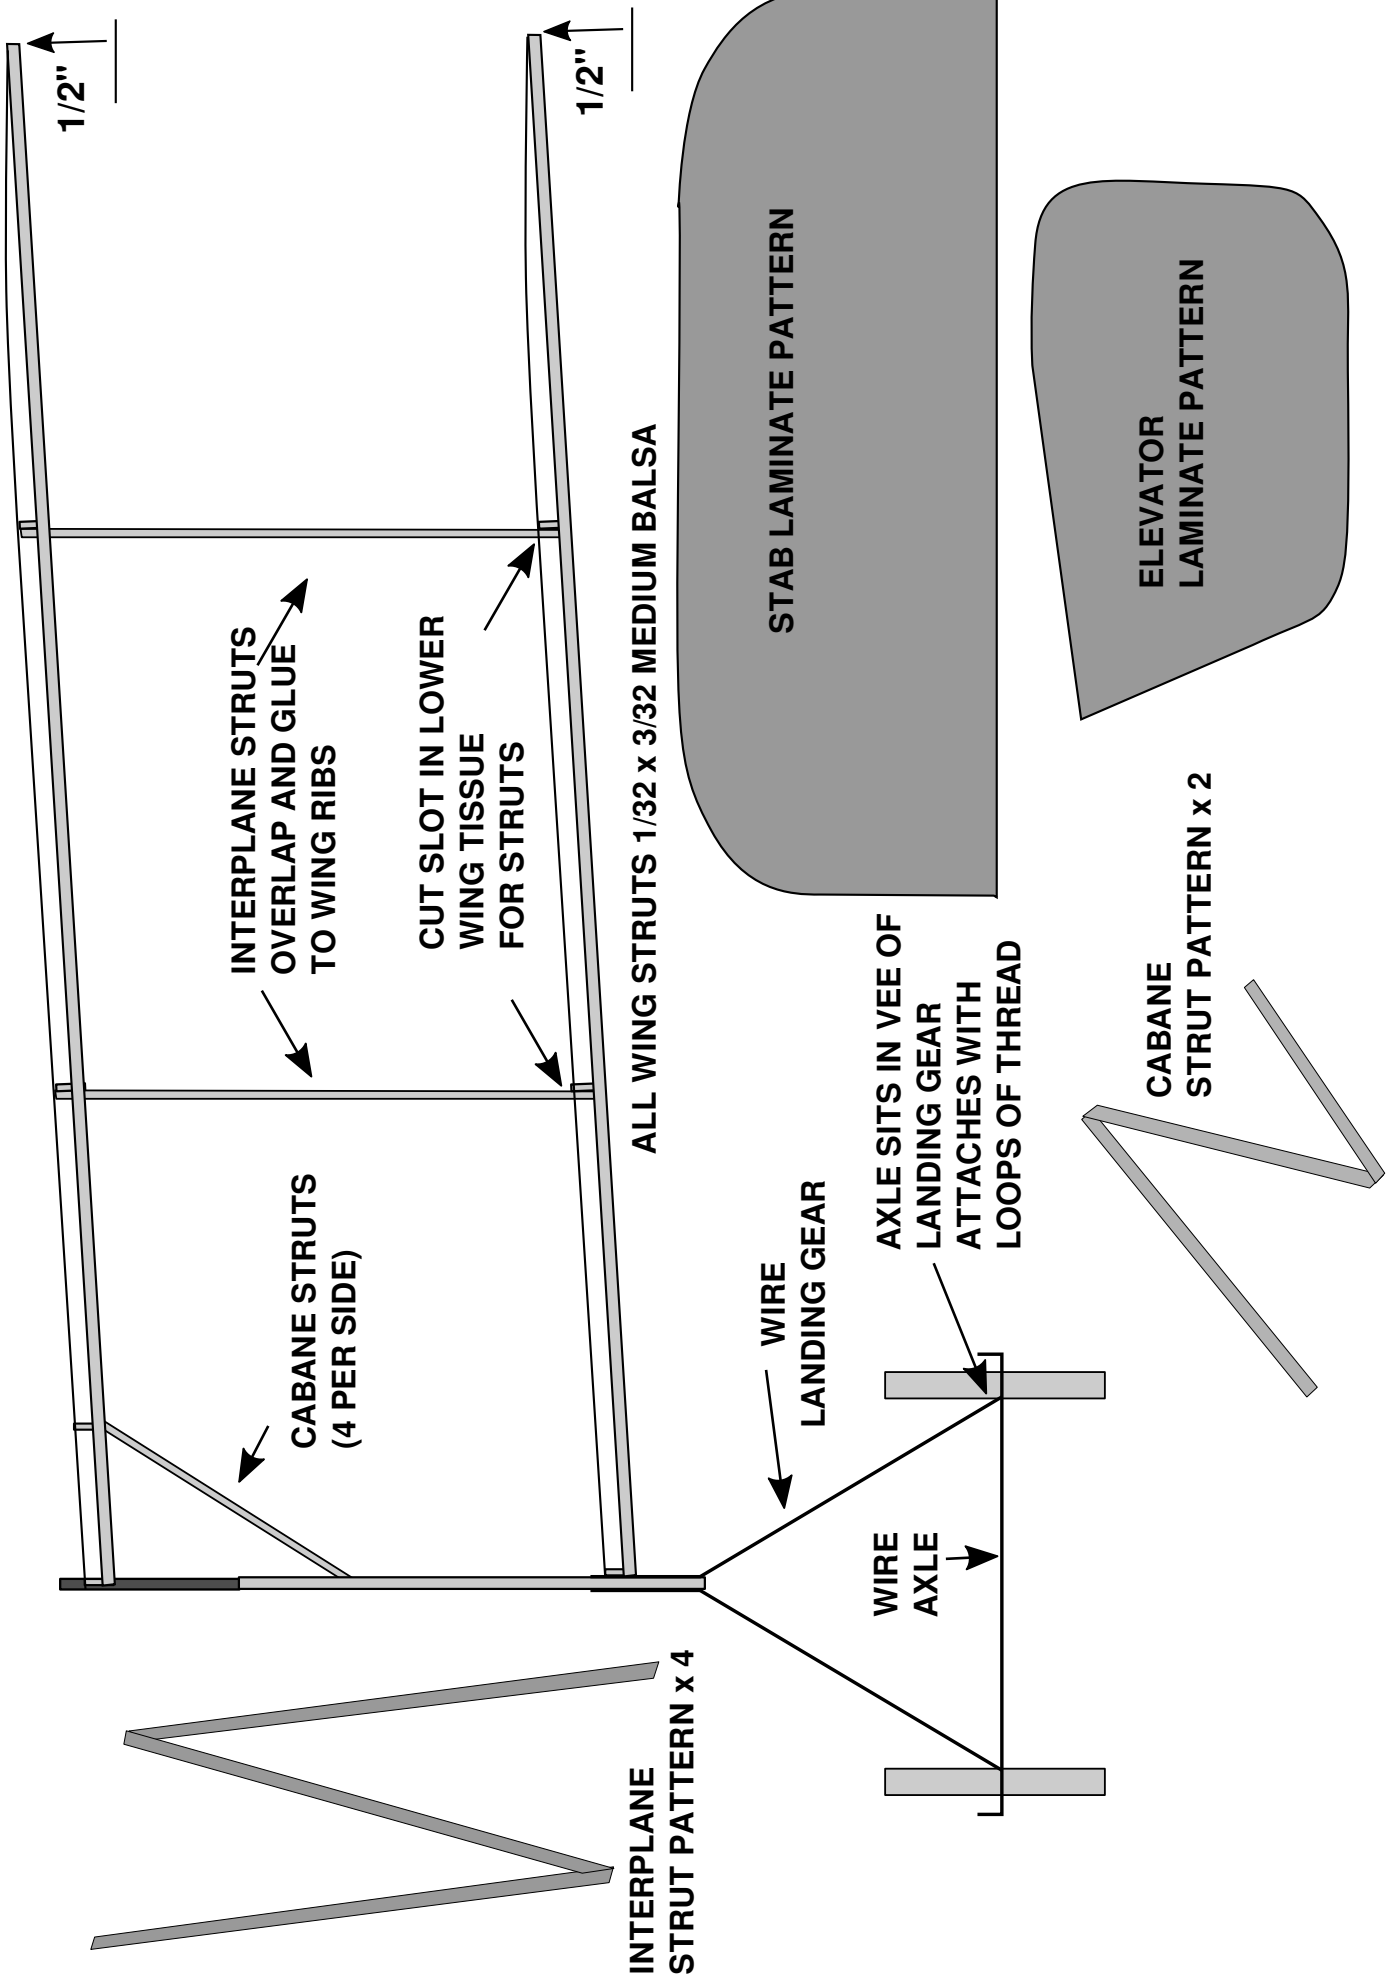 1/2"
1/2"
INTERPLANE STRUTS
OVERLAP AND GLUE
TO WING RIBS
CUT SLOT IN LOWER
WING TISSUE
FOR STRUTS
CABANE STRUTS
(4 PER SIDE)
ALL WING STRUTS 1/32 x 3/32 MEDIUM BALSA
STAB LAMINATE PATTERN
ELEVATOR
LAMINATE PATTERN
INTERPLANE
STRUT PATTERN x 4
WIRE
LANDING GEAR
WIRE
AXLE
AXLE SITS IN VEE OF
LANDING GEAR
ATTACHES WITH
LOOPS OF THREAD
CABANE
STRUT PATTERN x 2